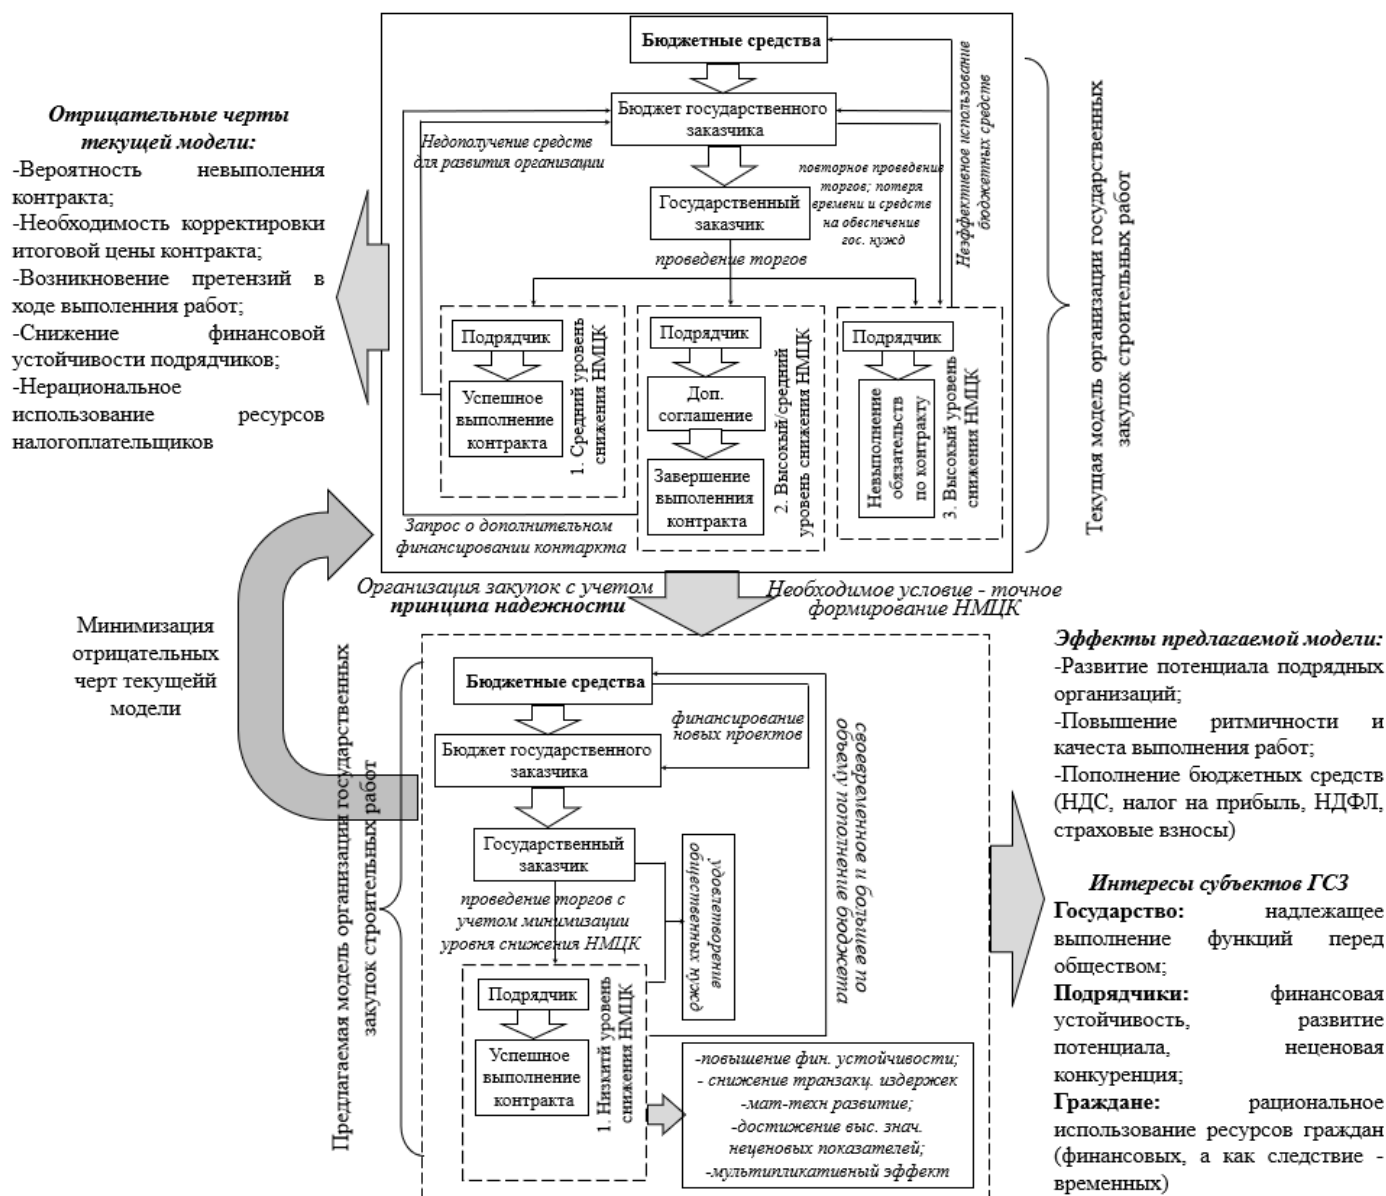 Бюджетные средства
Бюджет государственного
заказчика
Недополучение средств
для развития организации
Неэффективное использование
бюджетных средств
повторное проведение
торгов; потеря
времени и средств
на обеспечение
гос. нужд
Государственный
заказчик
проведение торгов
Подрядчик
Успешное
выполнение
контракта
1. Средний уровень
снижения НМЦК
Подрядчик
Доп.
соглашение
Завершение
выполенния
контракта
2. Высокий/средний
уровень снижения НМЦК
Подрядчик
Невыполнение
обязательств
по контракту
3. Высокий уровень
снижения НМЦК
Запрос о дополнительном
финансировании контаркта
Текущая модель организации государственных
закупок строительных работ
Отрицательные черты
текущей модели:
-Вероятность невыполения
контракта;
-Необходимость корректировки
итоговой цены контракта;
-Возникновение претензий в
ходе выполенния работ;
-Снижение финансовой
устойчивости подрядчиков;
-Нерациональное
использование ресурсов
налогоплательщиков
Организация закупок с учетом
принципа надежности
Необходимое условие - точное
формирование НМЦК
Минимизация
отрицательных
черт текущейй
модели
Предлагаемая модель организации государственных
закупок строительных работ
Бюджетные средства
финансирование
новых проектов
Бюджет государственного
заказчика
своевременное и большее по
объему пополнение бюджета
Государственный
заказчик
проведение торгов с
учетом минимизации
уровня снижения НМЦК
удовлетворение
общественных нужд
Подрядчик
Успешное
выполнение
контракта
1. Низкитй уровень
снижения НМЦК
-повышение фин. устойчивости;
- снижение транзакц. издержек
-мат-техн развитие;
-достижение выс. знач.
неценовых показателей;
-мультипликативный эффект
Эффекты предлагаемой модели:
-Развитие потенциала подрядных
организаций;
-Повышение ритмичности и
качеста выполнения работ;
-Пополнение бюджетных средств
(НДС, налог на прибыль, НДФЛ,
страховые взносы)
Интересы субъектов ГСЗ
Государство: надлежащее
выполнение функций перед
обществом;
Подрядчики: финансовая
устойчивость, развитие
потенциала, неценовая
конкуренция;
Граждане: рациональное
использование ресурсов граждан
(финансовых, а как следствие -
временных)